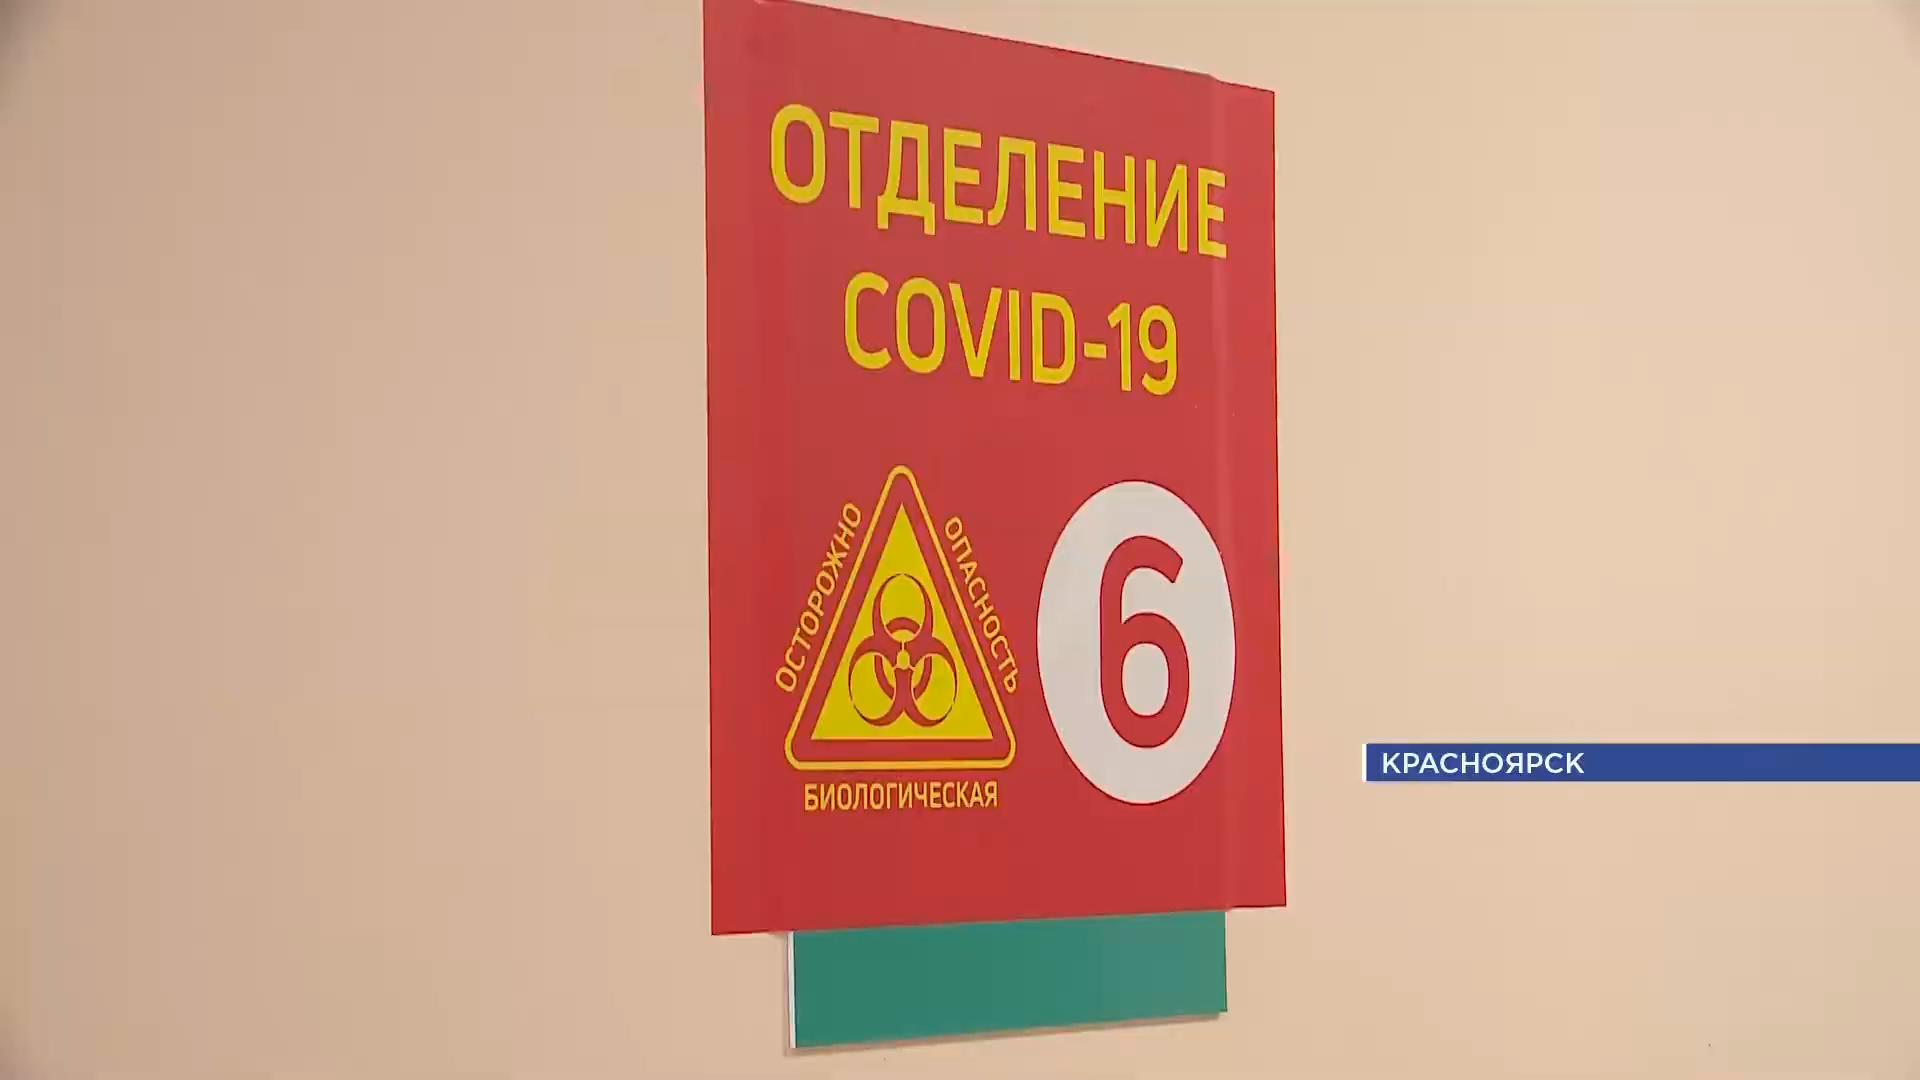 ОТДЕЛЕНИЕ
COVID-19
ОСТОРОЖНО
ОПАСНОСТЬ
БИОЛОГИЧЕСКАЯ
6
КРАСНОЯРСК